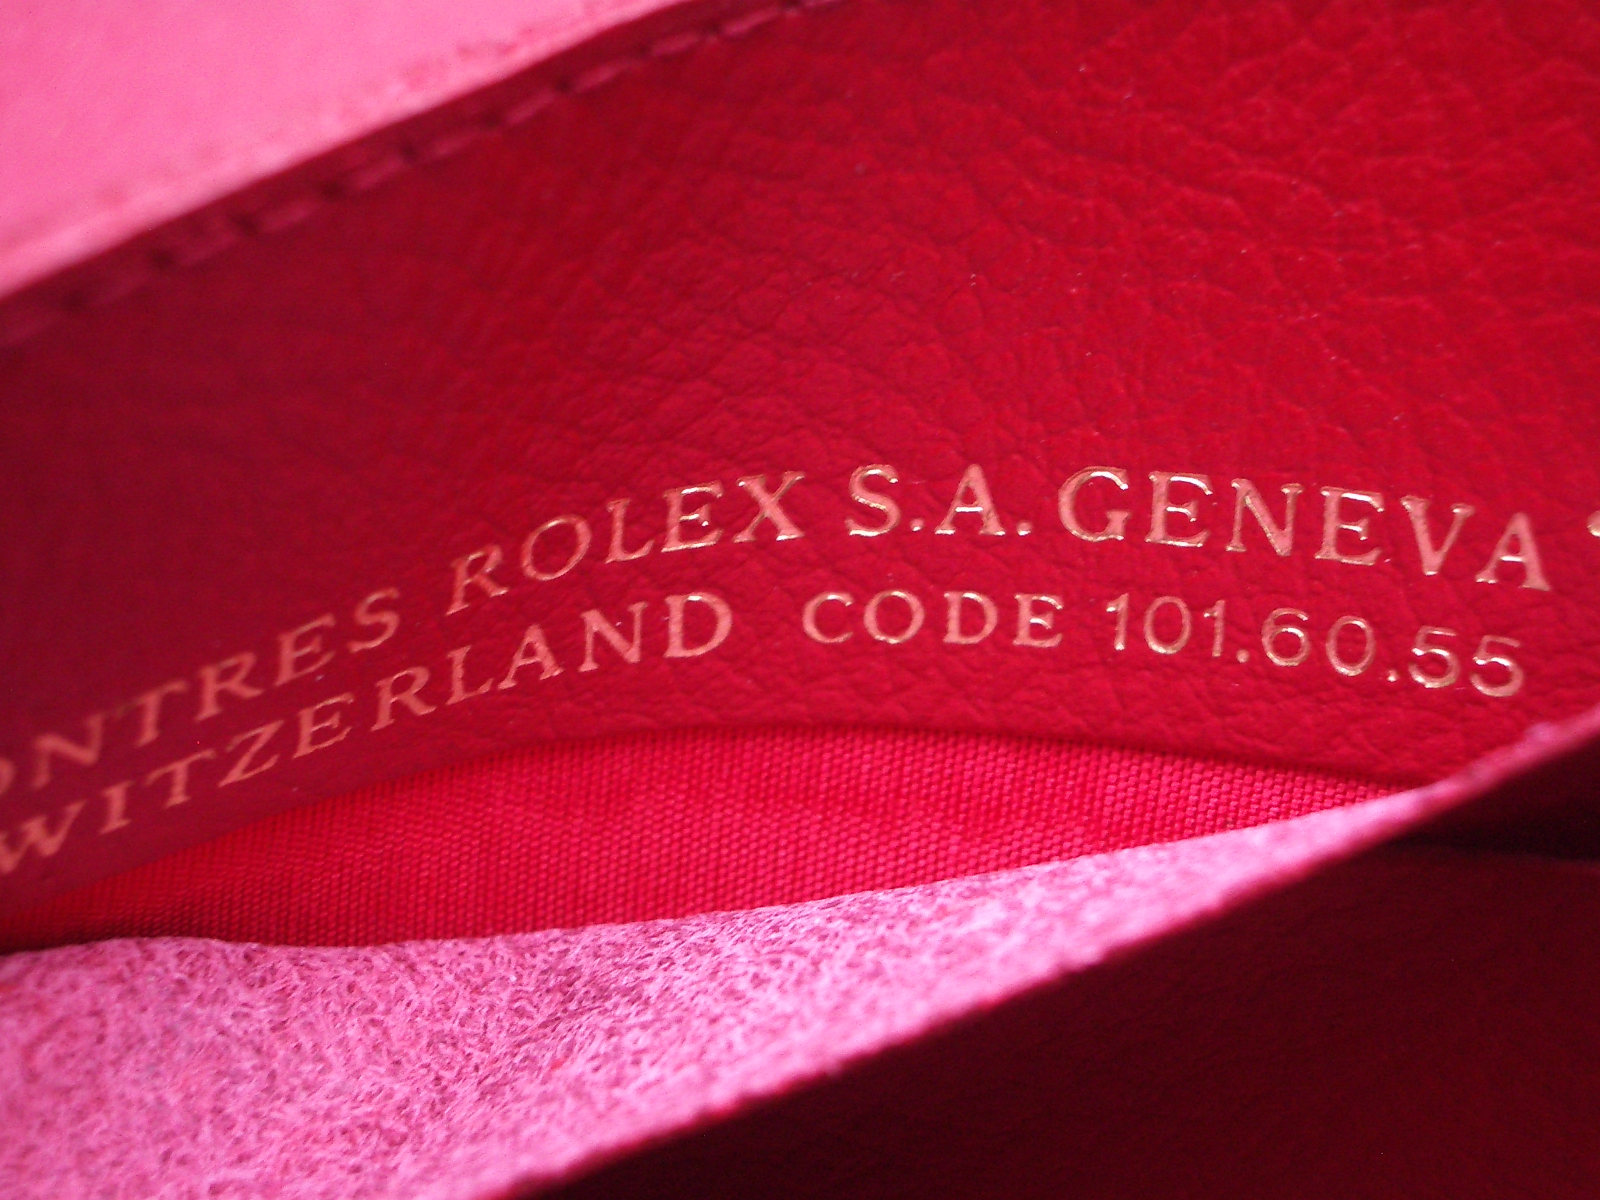 ONTRES ROLEX S.A. GENEVA
WITZERLAND CODE 101.60.55